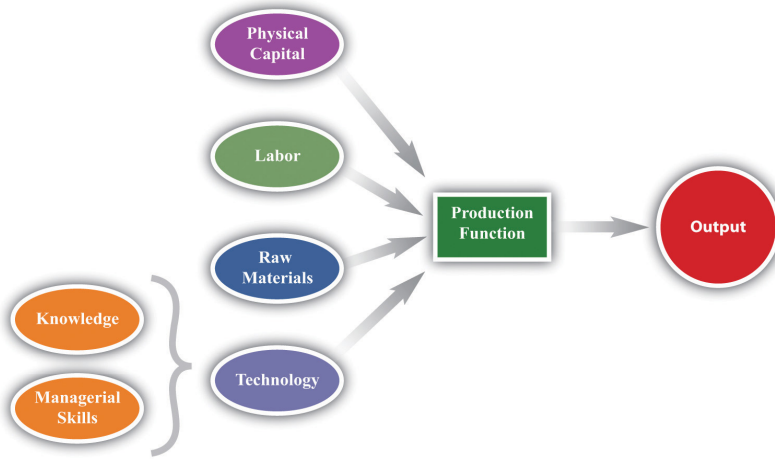 Physical
Capital
Labor
Production
Function
Output
Raw
Materials
Knowledge
Technology
Managerial
Skills